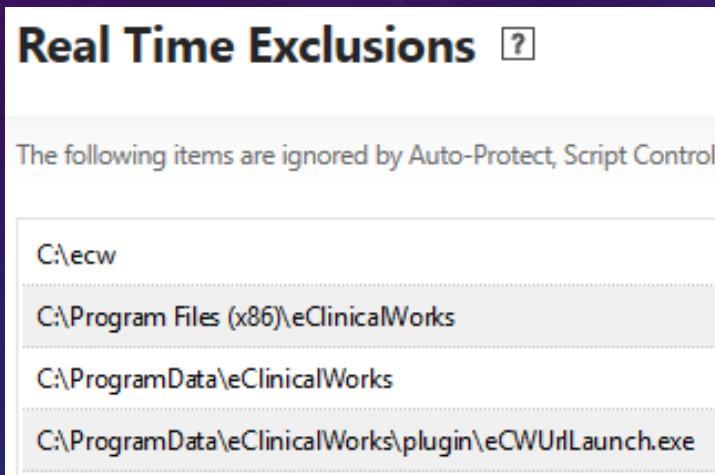 Real Time Exclusions [?]
The following items are ignored by Auto-Protect, Script Control
C:\ecw
C:\Program Files (x86)\eClinicalWorks
C:\ProgramData\eClinicalWorks
C:\ProgramData\eClinicalWorks\plugin\eCWUrlLaunch.exe